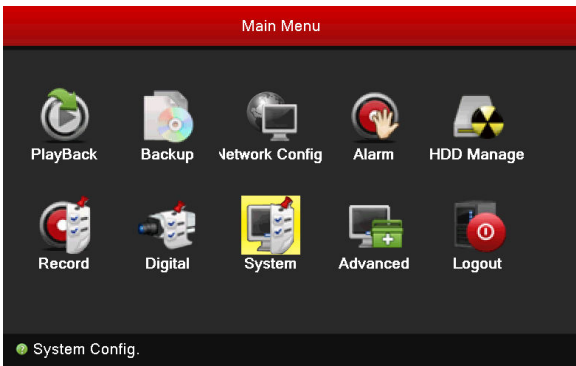 Main Menu
PlayBack Backup Network Config Alarm HDD Manage
Record Digital System Advanced Logout
System Config.